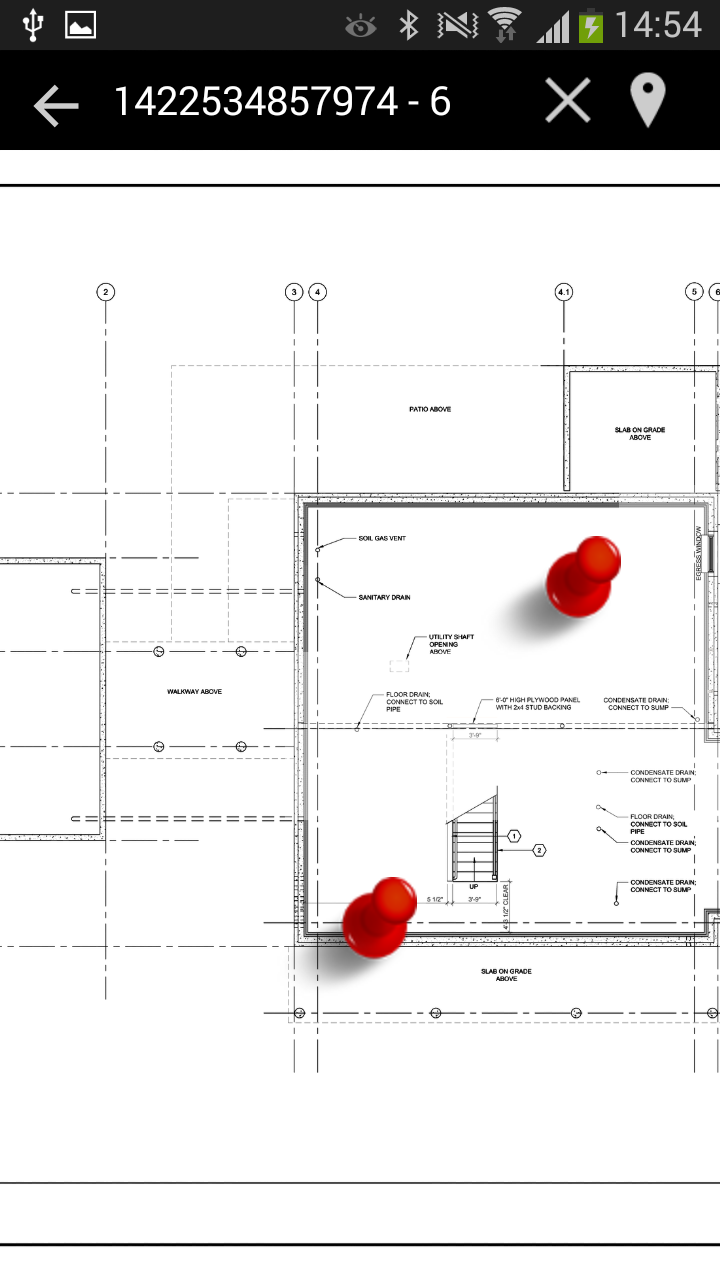 14:54
1422534857974 - 6
2
3
4
4.1
5
6
PATIO ABOVE
SLAB ON GRADE
ABOVE
SOIL GAS VENT
EGRESS WINDOW
SANITARY DRAIN
UTILITY SHAFT
OPENING
ABOVE
WALKWAY ABOVE
FLOOR DRAIN;
CONNECT TO SOIL
PIPE
6'-0" HIGH PLYWOOD PANEL
WITH 2x4 STUD BACKING
CONDENSATE DRAIN;
CONNECT TO SUMP
3'-9"
CONDENSATE DRAIN;
CONNECT TO SUMP
FLOOR DRAIN;
CONNECT TO SOIL
PIPE
1
CONDENSATE DRAIN;
CONNECT TO SUMP
2
UP
CONDENSATE DRAIN;
CONNECT TO SUMP
5 1/2"
3'-9"
4'-3 1/2" CLEAR
SLAB ON GRADE
ABOVE